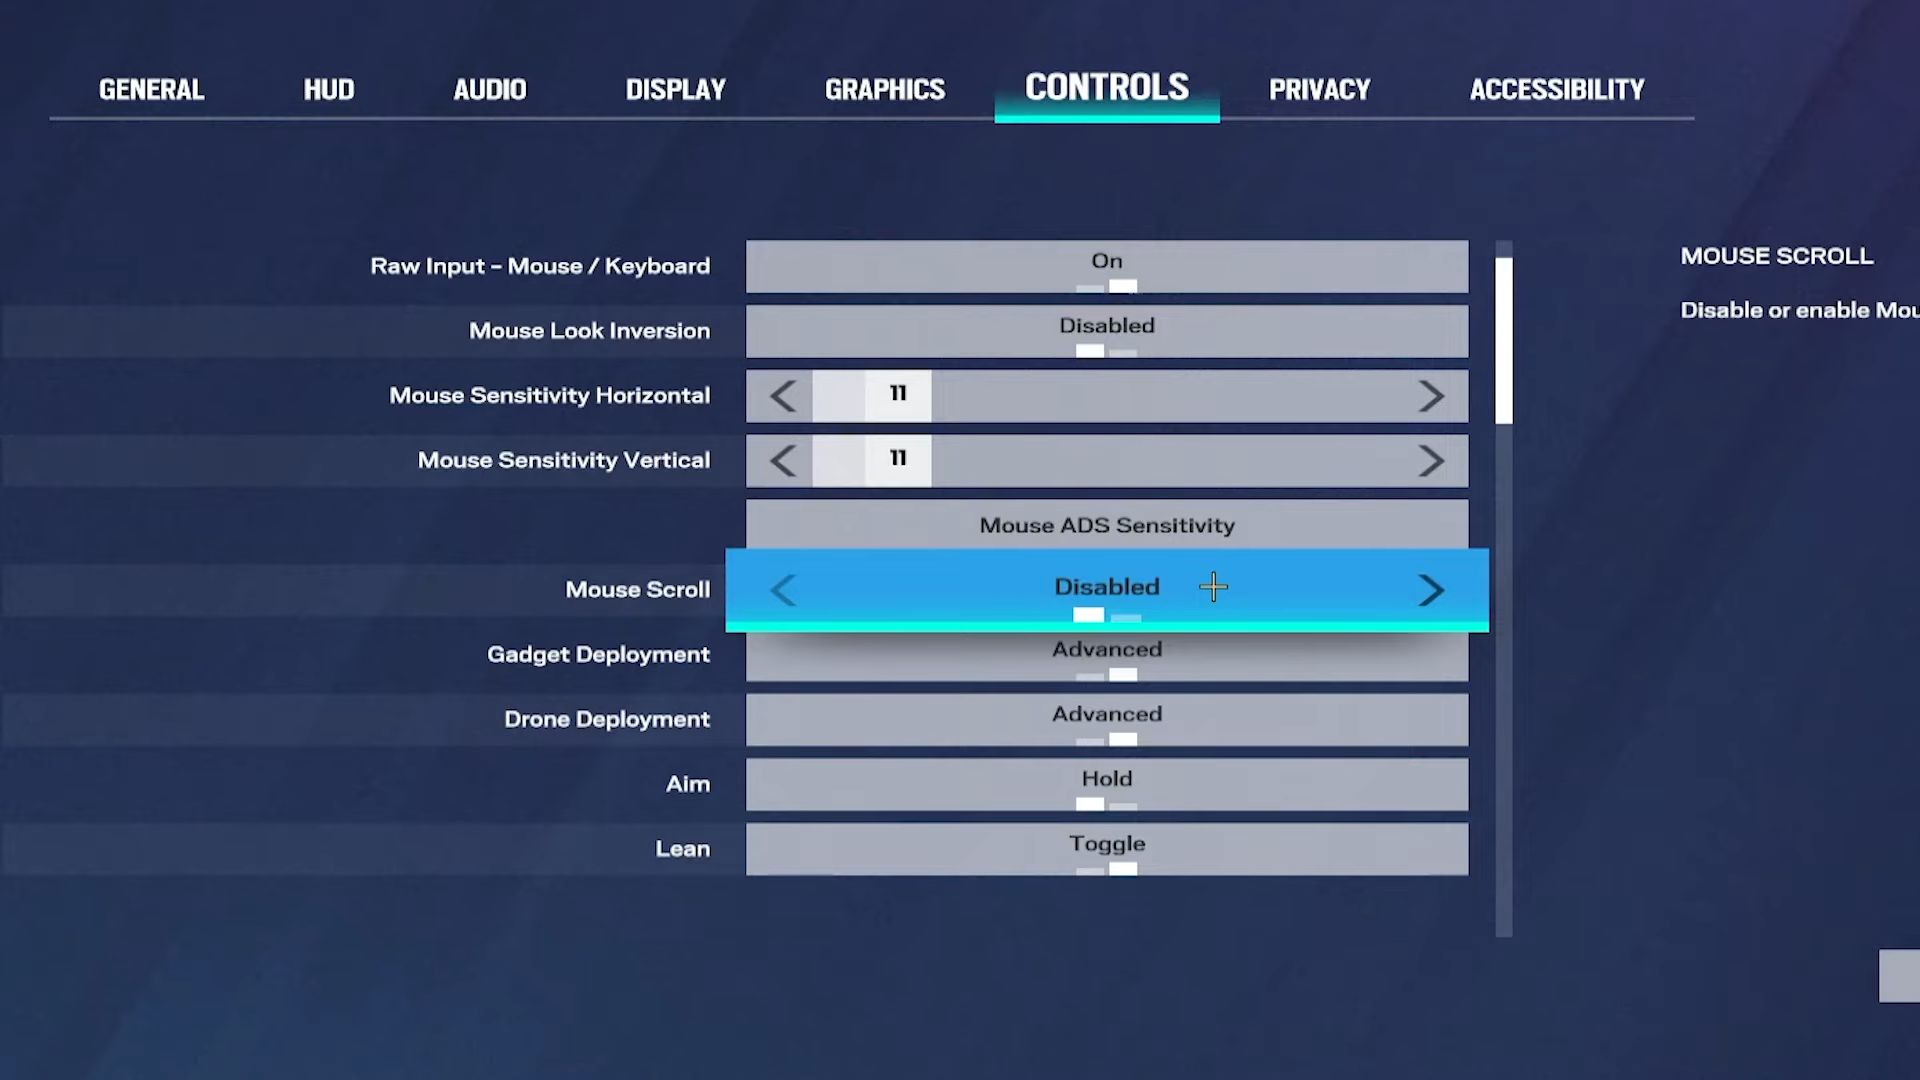 GENERAL HUD AUDIO DISPLAY GRAPHICS CONTROLS PRIVACY ACCESSIBILITY
Raw Input - Mouse / Keyboard On
Mouse Look Inversion Disabled
Mouse Sensitivity Horizontal 11
Mouse Sensitivity Vertical 11
Mouse ADS Sensitivity
Mouse Scroll Disabled
Gadget Deployment Advanced
Drone Deployment Advanced
Aim Hold
Lean Toggle
MOUSE SCROLL
Disable or enable Mou